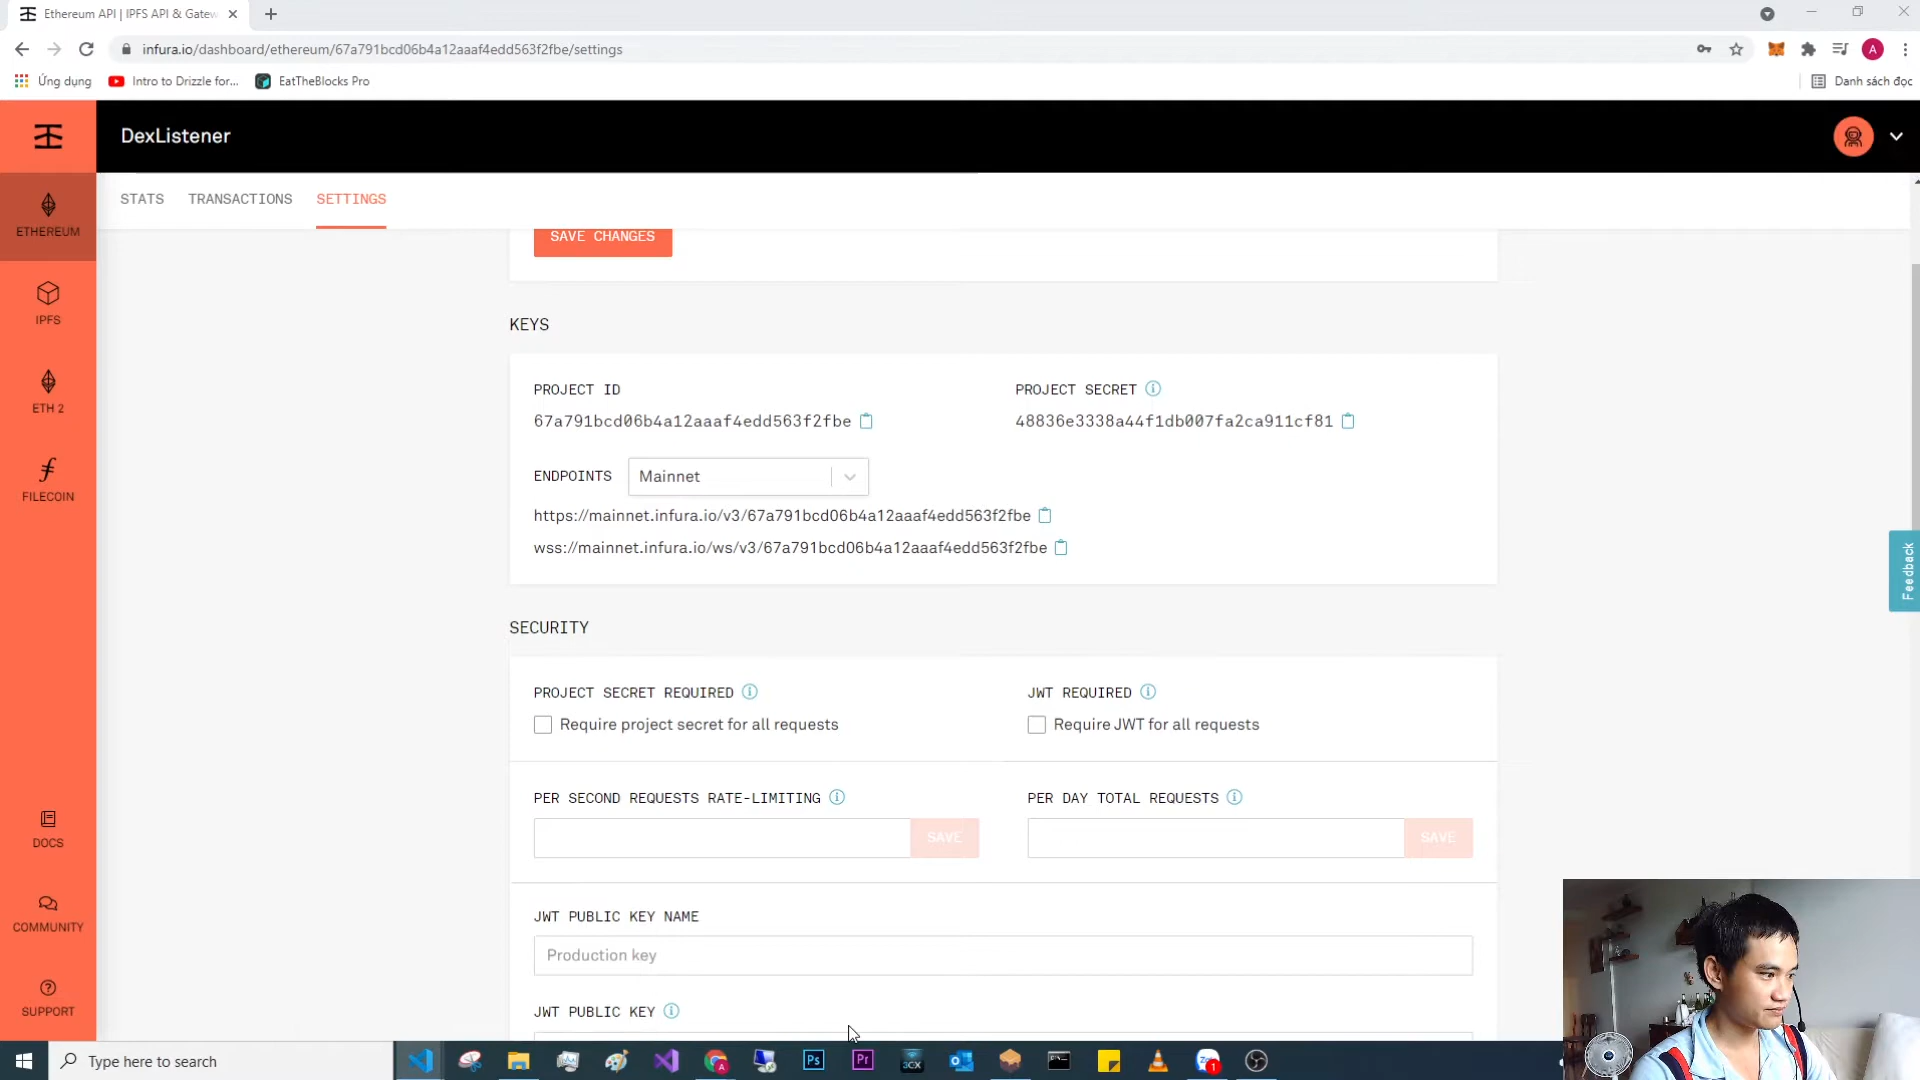 Ethereum API | IPFS API & Gatew
infura.io/dashboard/ethereum/67a791bcd06b4a12aaaf4edd563f2fbe/settings
A
Ứng dụng
Intro to Drizzle for...
EatTheBlocks Pro
Danh sách đọc
DexListener
STATS
TRANSACTIONS
SETTINGS
ETHEREUM
IPFS
ETH 2
FILECOIN
DOCS
COMMUNITY
SUPPORT
SAVE CHANGES
KEYS
PROJECT ID
PROJECT SECRET
67a791bcd06b4a12aaaf4edd563f2fbe
48836e3338a44f1db007fa2ca911cf81
ENDPOINTS
Mainnet
https://mainnet.infura.io/v3/67a791bcd06b4a12aaaf4edd563f2fbe
wss://mainnet.infura.io/ws/v3/67a791bcd06b4a12aaaf4edd563f2fbe
Feedback
SECURITY
PROJECT SECRET REQUIRED
JWT REQUIRED
Require project secret for all requests
Require JWT for all requests
PER SECOND REQUESTS RATE-LIMITING
PER DAY TOTAL REQUESTS
SAVE
SAVE
JWT PUBLIC KEY NAME
Production key
JWT PUBLIC KEY
Type here to search
A
Ps
Pr
3CX
1